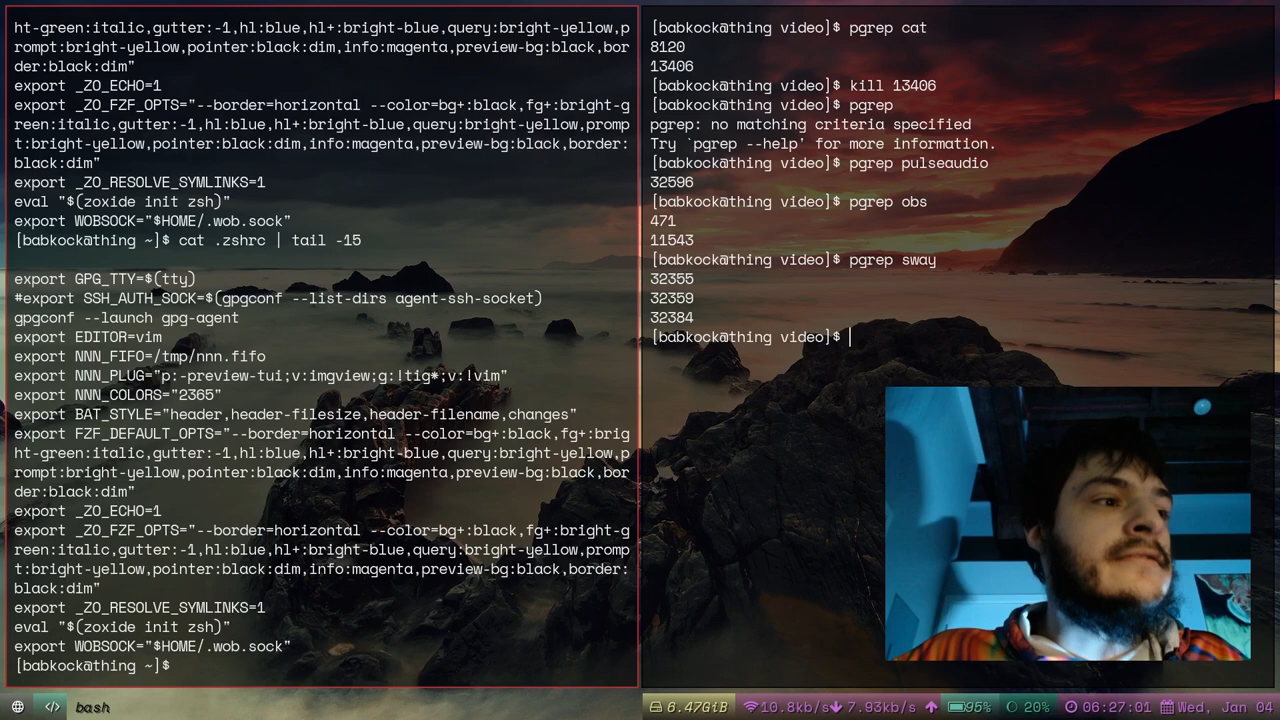 ht-green:italic,gutter:-1,hl:blue,hl+:bright-blue,query:bright-yellow,p
rompt:bright-yellow,pointer:black:dim,info:magenta,preview-bg:black,bor
der:black:dim"
export _ZO_ECHO=1
export _ZO_FZF_OPTS="--border=horizontal --color=bg+:black,fg+:bright-g
reen:italic,gutter:-1,hl:blue,hl+:bright-blue,query:bright-yellow,promp
t:bright-yellow,pointer:black:dim,info:magenta,preview-bg:black,border:
black:dim"
export _ZO_RESOLVE_SYMLINKS=1
eval "$(zoxide init zsh)"
export WOBSOCK="$HOME/.wob.sock"
[babkock@thing ~]$ cat .zshrc | tail -15
export GPG_TTY=$(tty)
#export SSH_AUTH_SOCK=$(gpgconf --list-dirs agent-ssh-socket)
gpgconf --launch gpg-agent
export EDITOR=vim
export NNN_FIFO=/tmp/nnn.fifo
export NNN_PLUG="p:-preview-tui;v:imgview;g:!tig*;v:!vim"
export NNN_COLORS="2365"
export BAT_STYLE="header,header-filesize,header-filename,changes"
export FZF_DEFAULT_OPTS="--border=horizontal --color=bg+:black,fg+:brig
ht-green:italic,gutter:-1,hl:blue,hl+:bright-blue,query:bright-yellow,p
rompt:bright-yellow,pointer:black:dim,info:magenta,preview-bg:black,bor
der:black:dim"
export _ZO_ECHO=1
export _ZO_FZF_OPTS="--border=horizontal --color=bg+:black,fg+:bright-g
reen:italic,gutter:-1,hl:blue,hl+:bright-blue,query:bright-yellow,promp
t:bright-yellow,pointer:black:dim,info:magenta,preview-bg:black,border:
black:dim"
export _ZO_RESOLVE_SYMLINKS=1
eval "$(zoxide init zsh)"
export WOBSOCK="$HOME/.wob.sock"
[babkock@thing ~]$
[babkock@thing video]$ pgrep cat
8120
13406
[babkock@thing video]$ kill 13406
[babkock@thing video]$ pgrep
pgrep: no matching criteria specified
Try `pgrep --help' for more information.
[babkock@thing video]$ pgrep pulseaudio
32596
[babkock@thing video]$ pgrep obs
471
11543
[babkock@thing video]$ pgrep sway
32355
32359
32384
[babkock@thing video]$
</> bash 6.47GiB 10.8kb/s 7.93kb/s 95% 20% 06:27:01 Wed, Jan 04